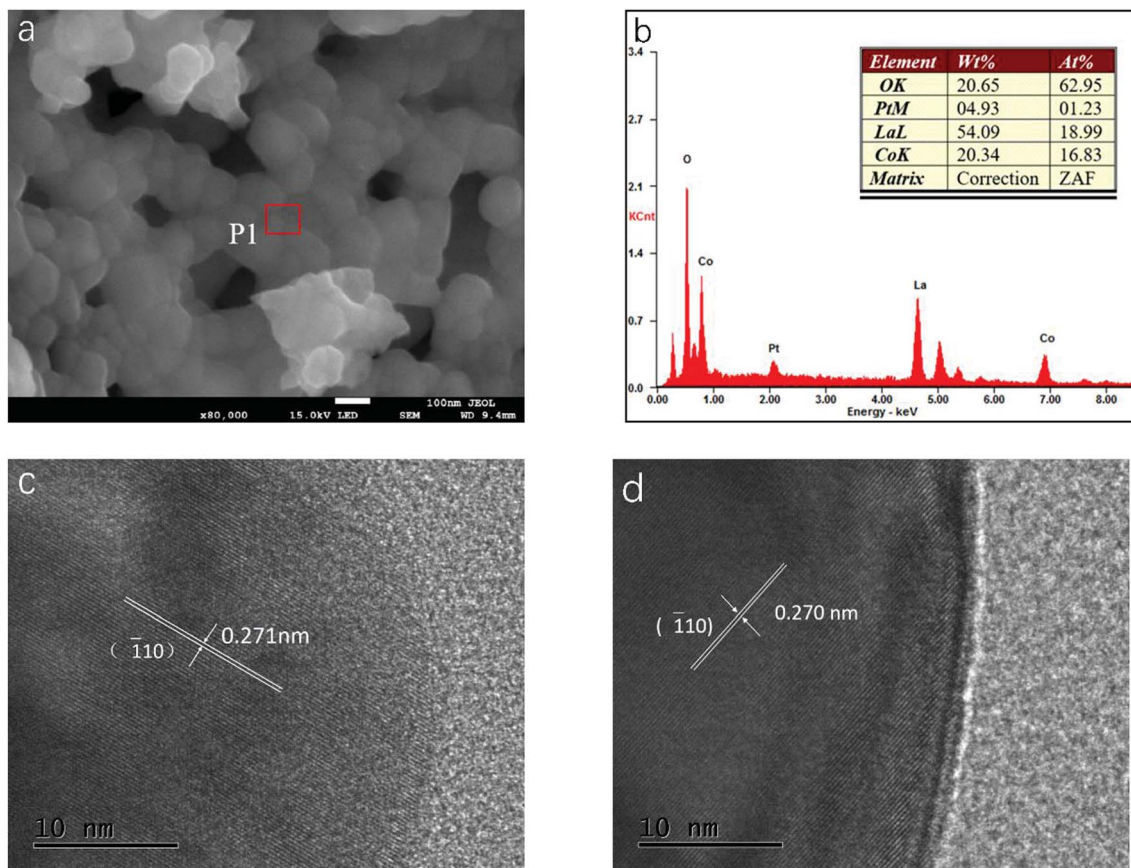 a
P1
100nm JEOL
x80,000 15.0kV LED SEM WD 9.4mm
b
3.4
2.7
2.1
KCnt
1.4
0.7
0.0
0.00 1.00 2.00 3.00 4.00 5.00 6.00 7.00 8.00
Energy - keV
O
Co
Pt
La
Co
Element Wt% At%
OK 20.65 62.95
PtM 04.93 01.23
LaL 54.09 18.99
CoK 20.34 16.83
Matrix Correction ZAF
c
(1̅10)
0.271nm
10 nm
d
(1̅10)
0.270 nm
10 nm